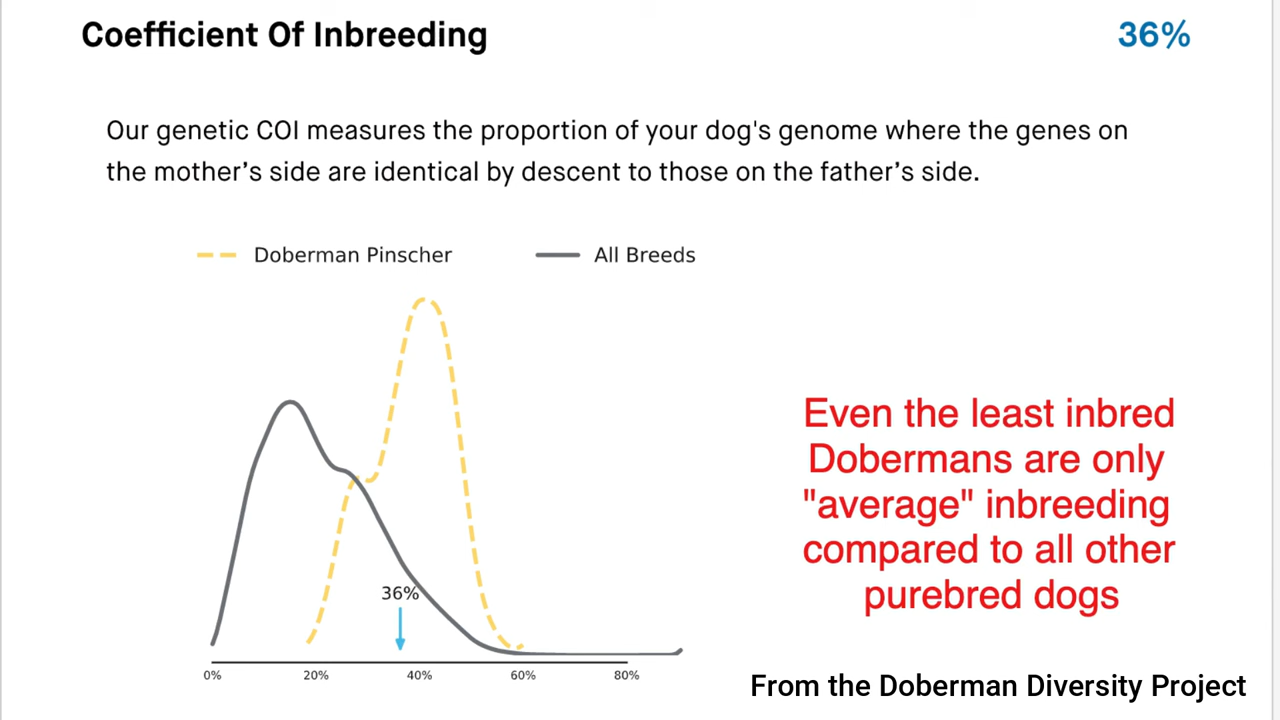 Coefficient Of Inbreeding
36%
Our genetic COI measures the proportion of your dog's genome where the genes on
the mother’s side are identical by descent to those on the father’s side.
Doberman Pinscher
All Breeds
Even the least inbred
Dobermans are only
"average" inbreeding
compared to all other
purebred dogs
36%
0% 20% 40% 60% 80%
From the Doberman Diversity Project